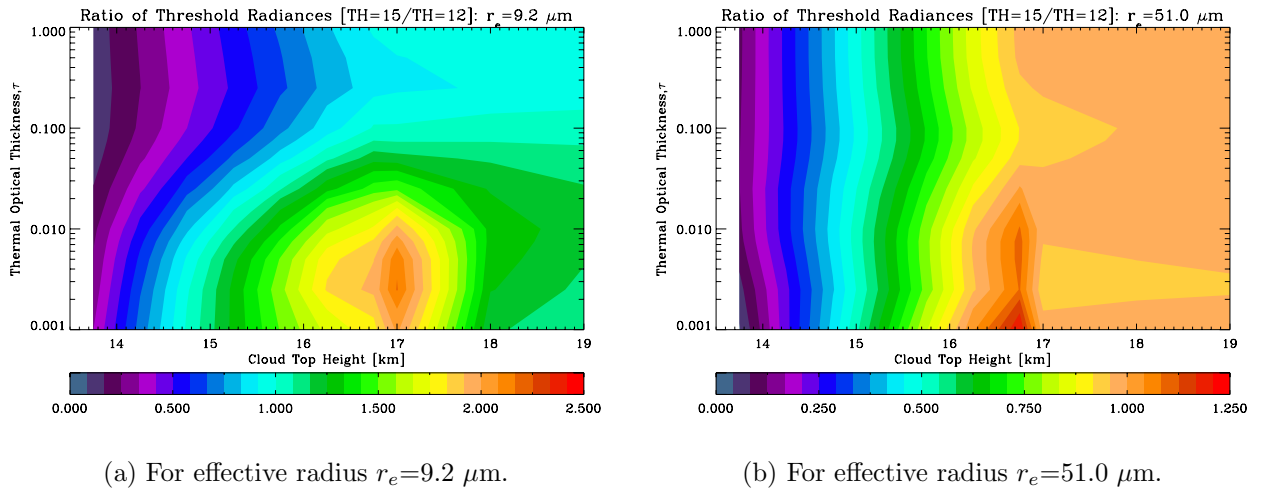 Ratio of Threshold Radiances [TH=15/TH=12]: re=9.2 μm
Thermal Optical Thickness,τ
1.000
0.100
0.010
0.001
14 15 16 17 18 19
Cloud Top Height [km]
0.000 0.500 1.000 1.500 2.000 2.500
(a) For effective radius re=9.2 μm.
Ratio of Threshold Radiances [TH=15/TH=12]: re=51.0 μm
Thermal Optical Thickness,τ
1.000
0.100
0.010
0.001
14 15 16 17 18 19
Cloud Top Height [km]
0.000 0.250 0.500 0.750 1.000 1.250
(b) For effective radius re=51.0 μm.